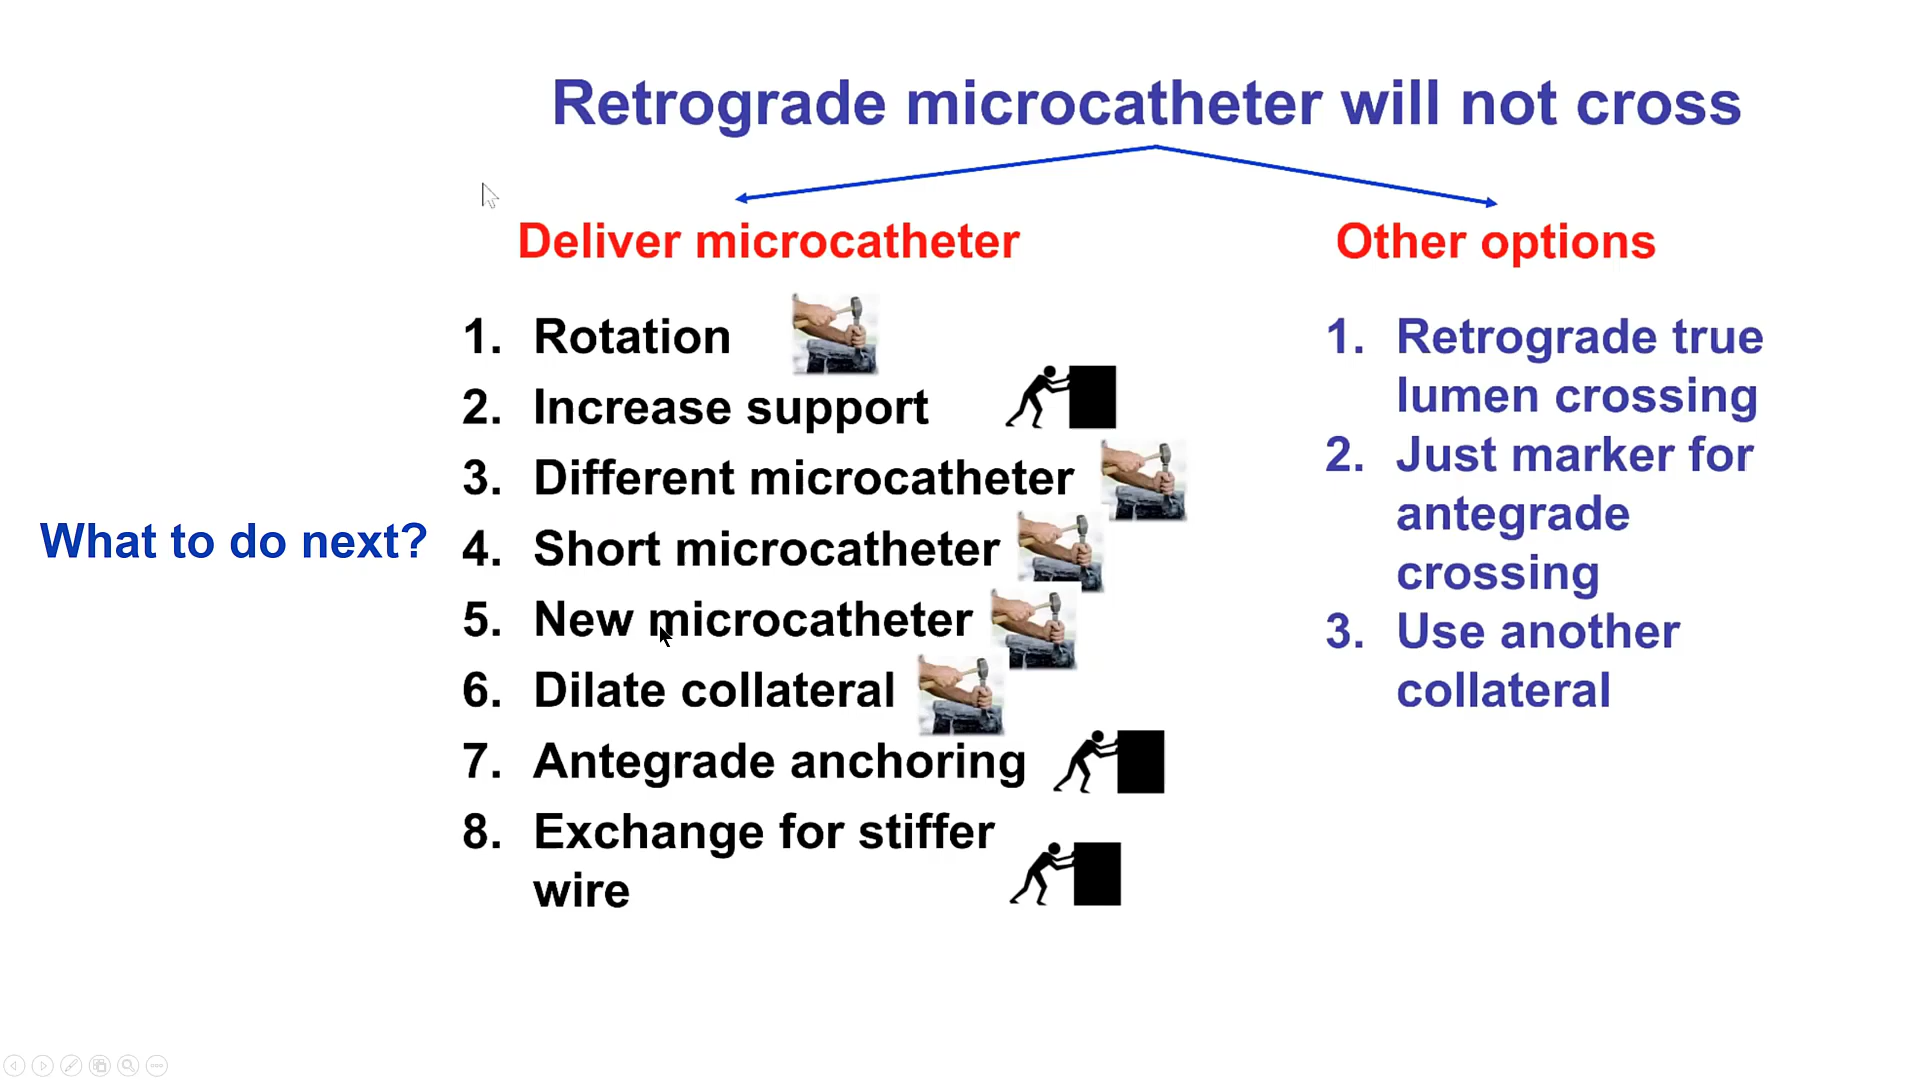 Retrograde microcatheter will not cross
Deliver microcatheter
1. Rotation
2. Increase support
3. Different microcatheter
4. Short microcatheter
5. New microcatheter
6. Dilate collateral
7. Antegrade anchoring
8. Exchange for stiffer
wire
Other options
1. Retrograde true
lumen crossing
2. Just marker for
antegrade
crossing
3. Use another
collateral
What to do next?